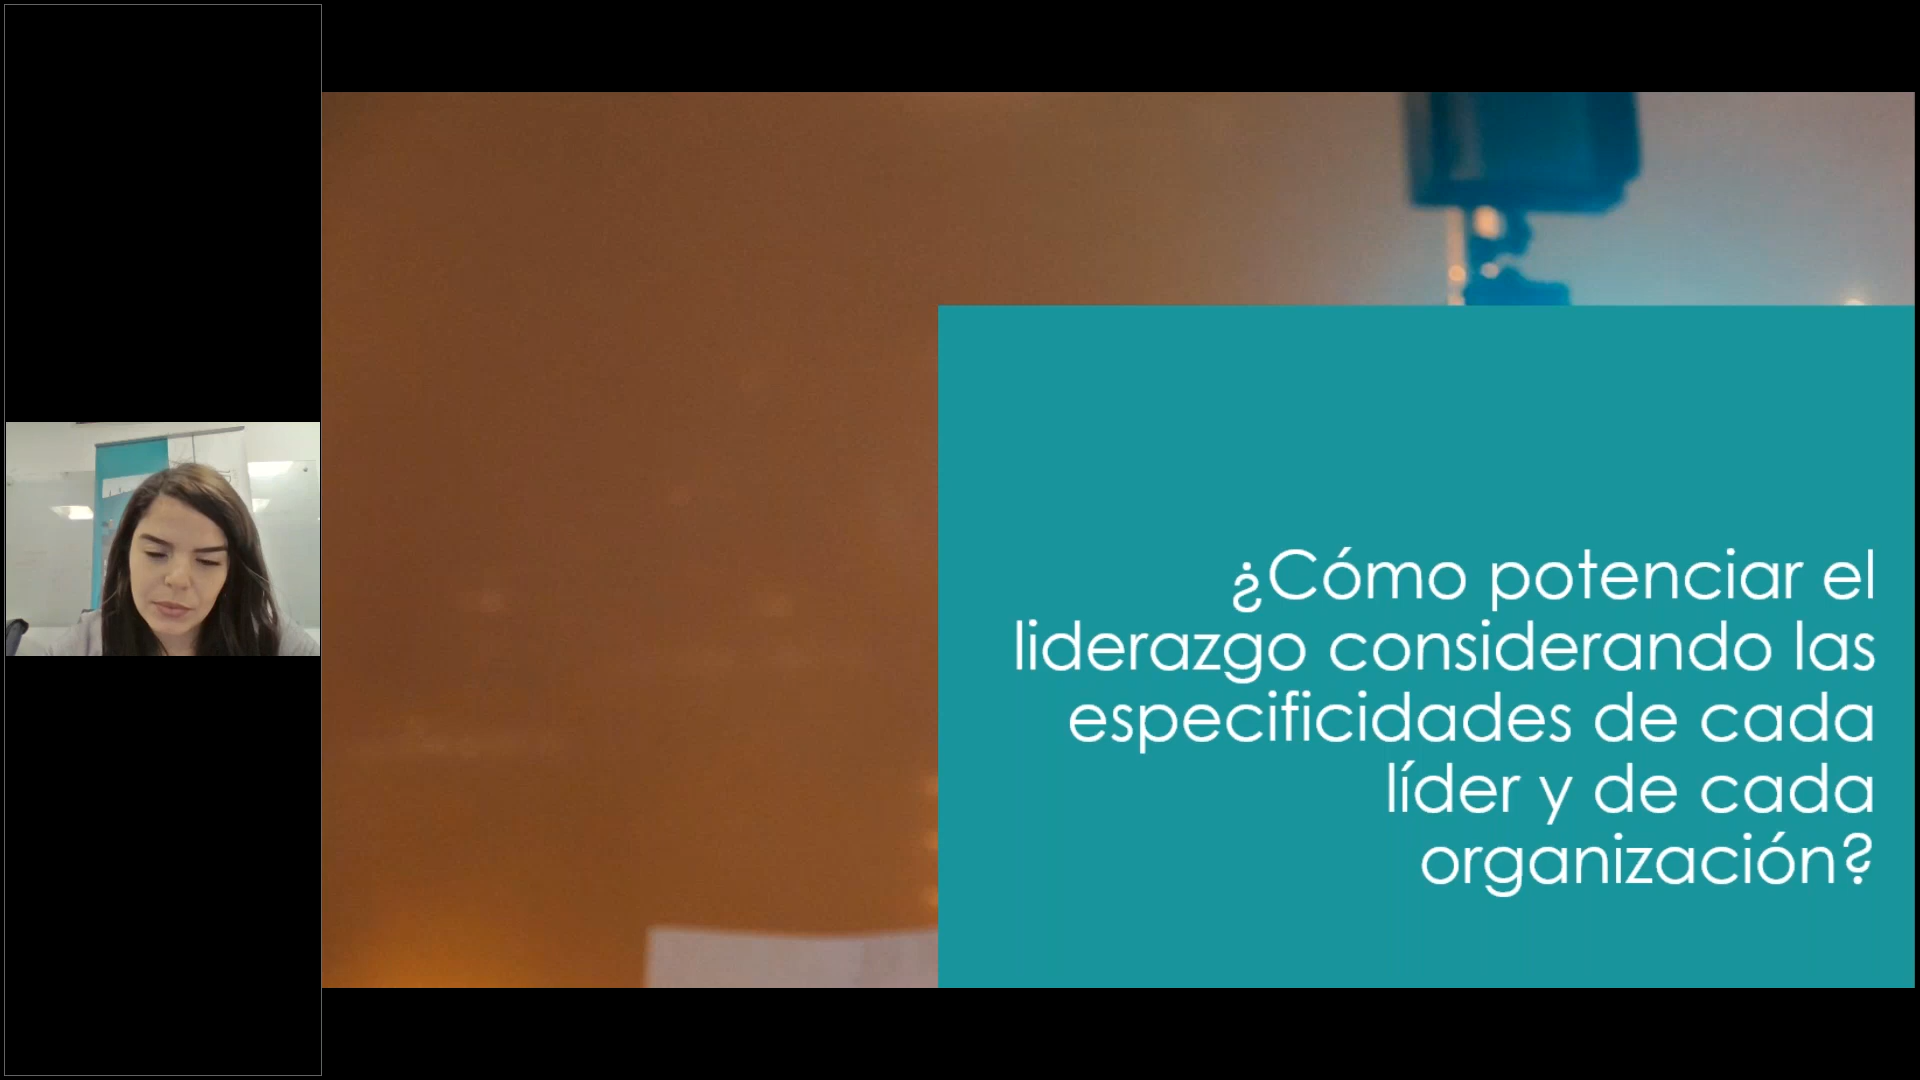 ¿Cómo potenciar el
liderazgo considerando las
especificidades de cada
líder y de cada
organización?